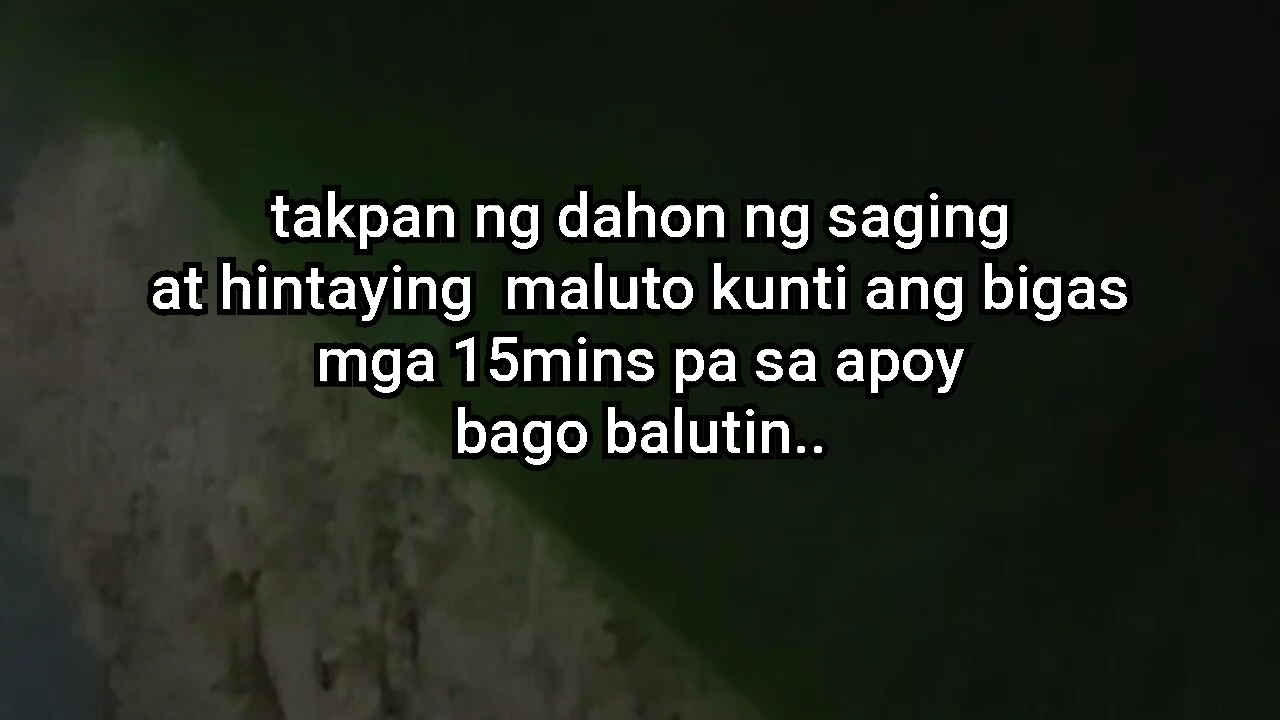 takpan ng dahon ng saging
at hintaying  maluto kunti ang bigas
mga 15mins pa sa apoy
bago balutin..